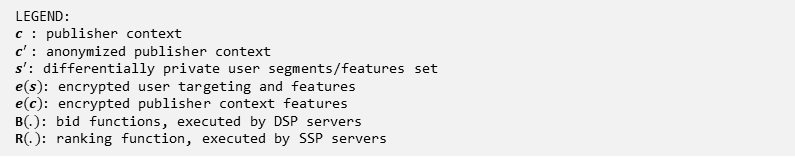 LEGEND:
c : publisher context
c′ : anonymized publisher context
s′: differentially private user segments/features set
e(s): encrypted user targeting and features
e(c): encrypted publisher context features
B(.): bid functions, executed by DSP servers
R(.): ranking function, executed by SSP servers